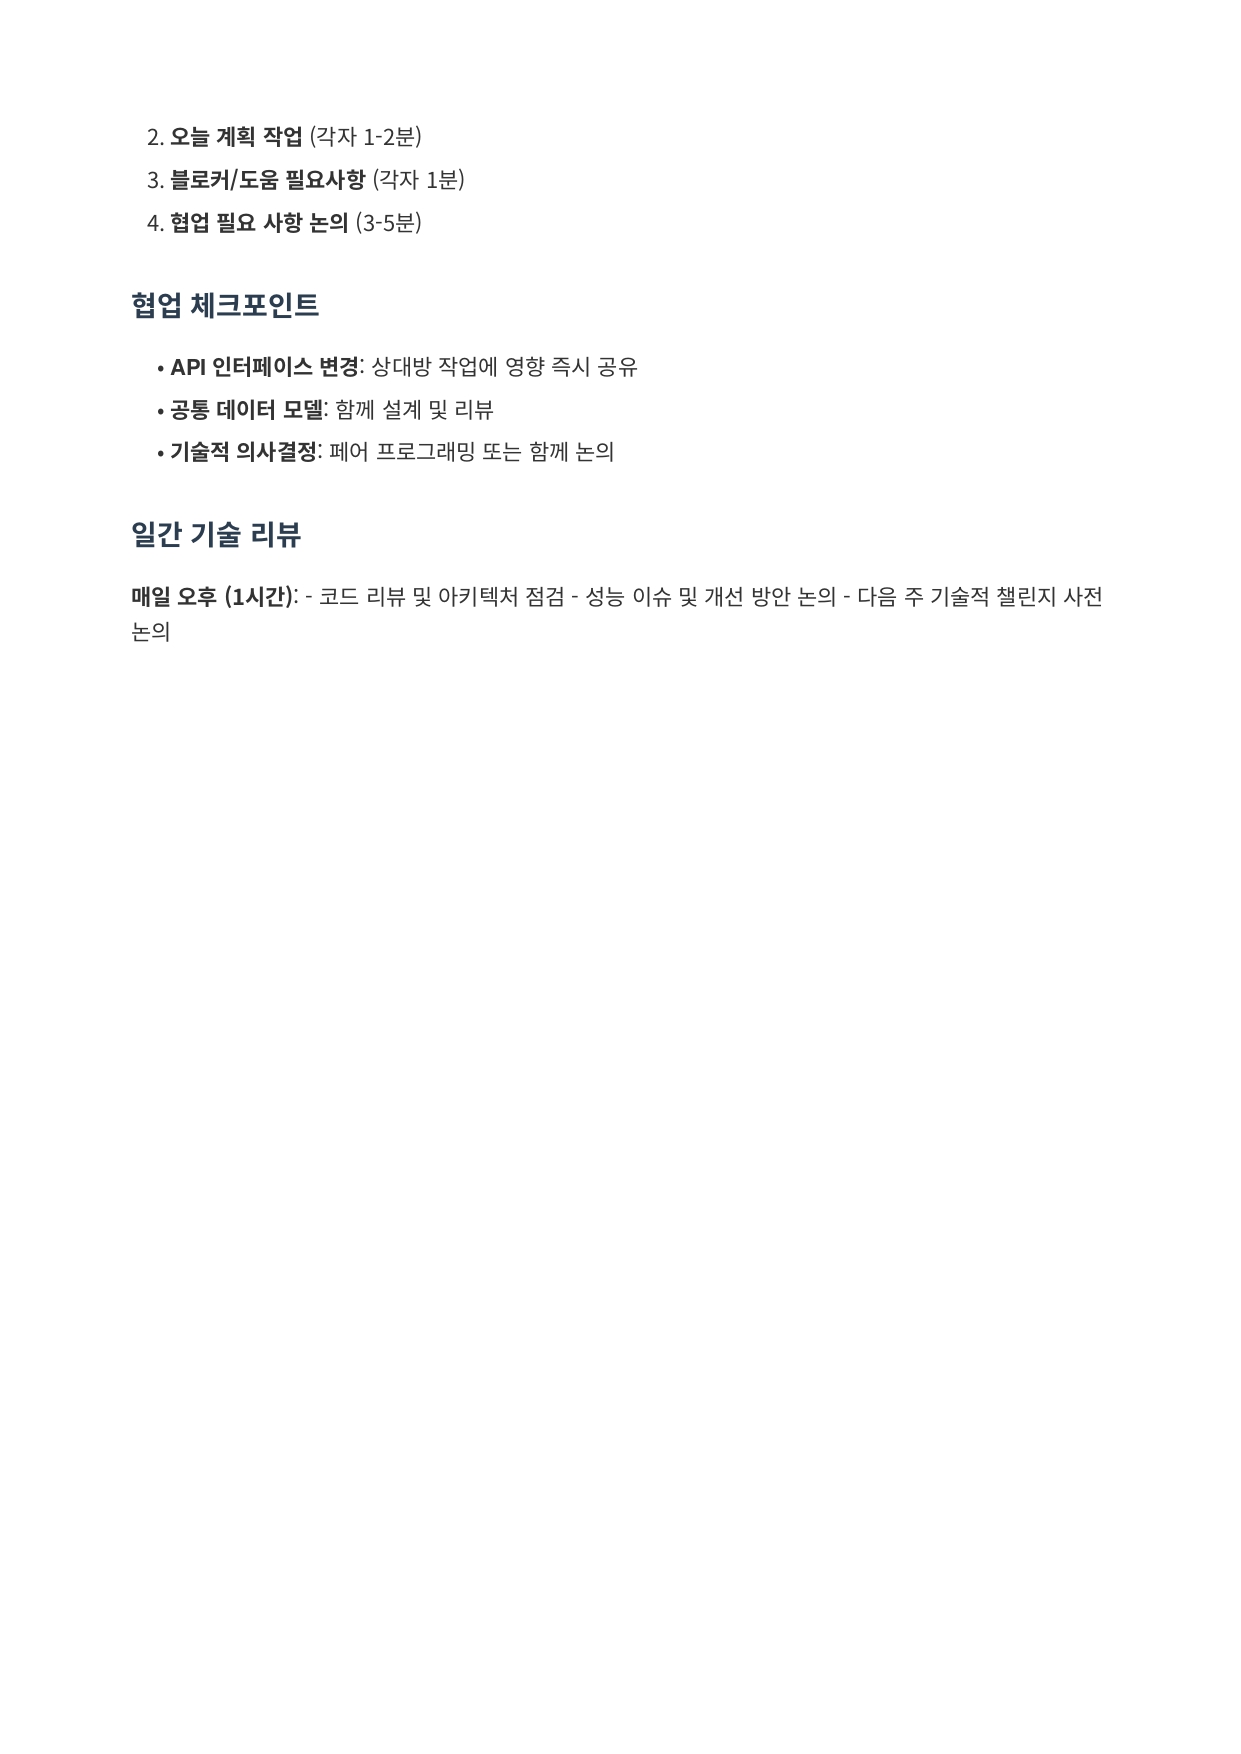 2. 오늘 계획 작업 (각자 1-2분)
3. 블로커/도움 필요사항 (각자 1분)
4. 협업 필요 사항 논의 (3-5분)
협업 체크포인트
• API 인터페이스 변경: 상대방 작업에 영향 즉시 공유
• 공통 데이터 모델: 함께 설계 및 리뷰
• 기술적 의사결정: 페어 프로그래밍 또는 함께 논의
일간 기술 리뷰
매일 오후 (1시간): - 코드 리뷰 및 아키텍처 점검 - 성능 이슈 및 개선 방안 논의 - 다음 주 기술적 챌린지 사전
논의